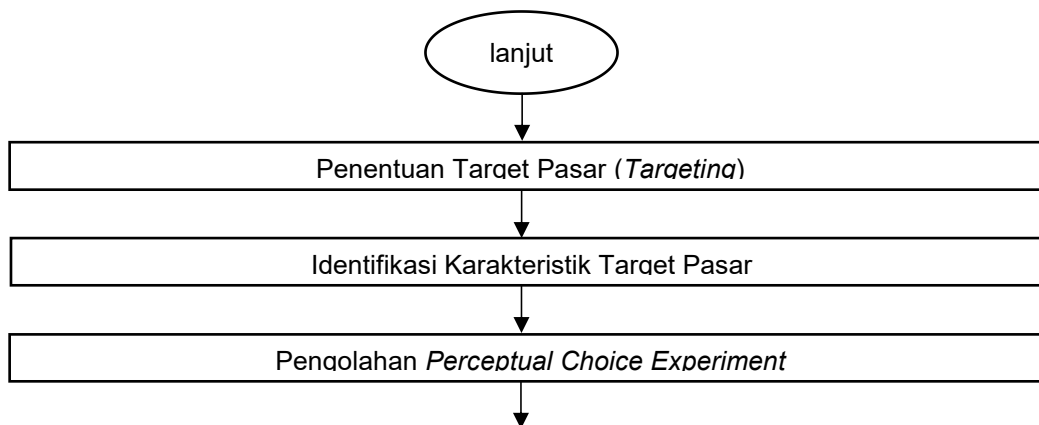 lanjut
Penentuan Target Pasar (Targeting)
Identifikasi Karakteristik Target Pasar
Pengolahan Perceptual Choice Experiment